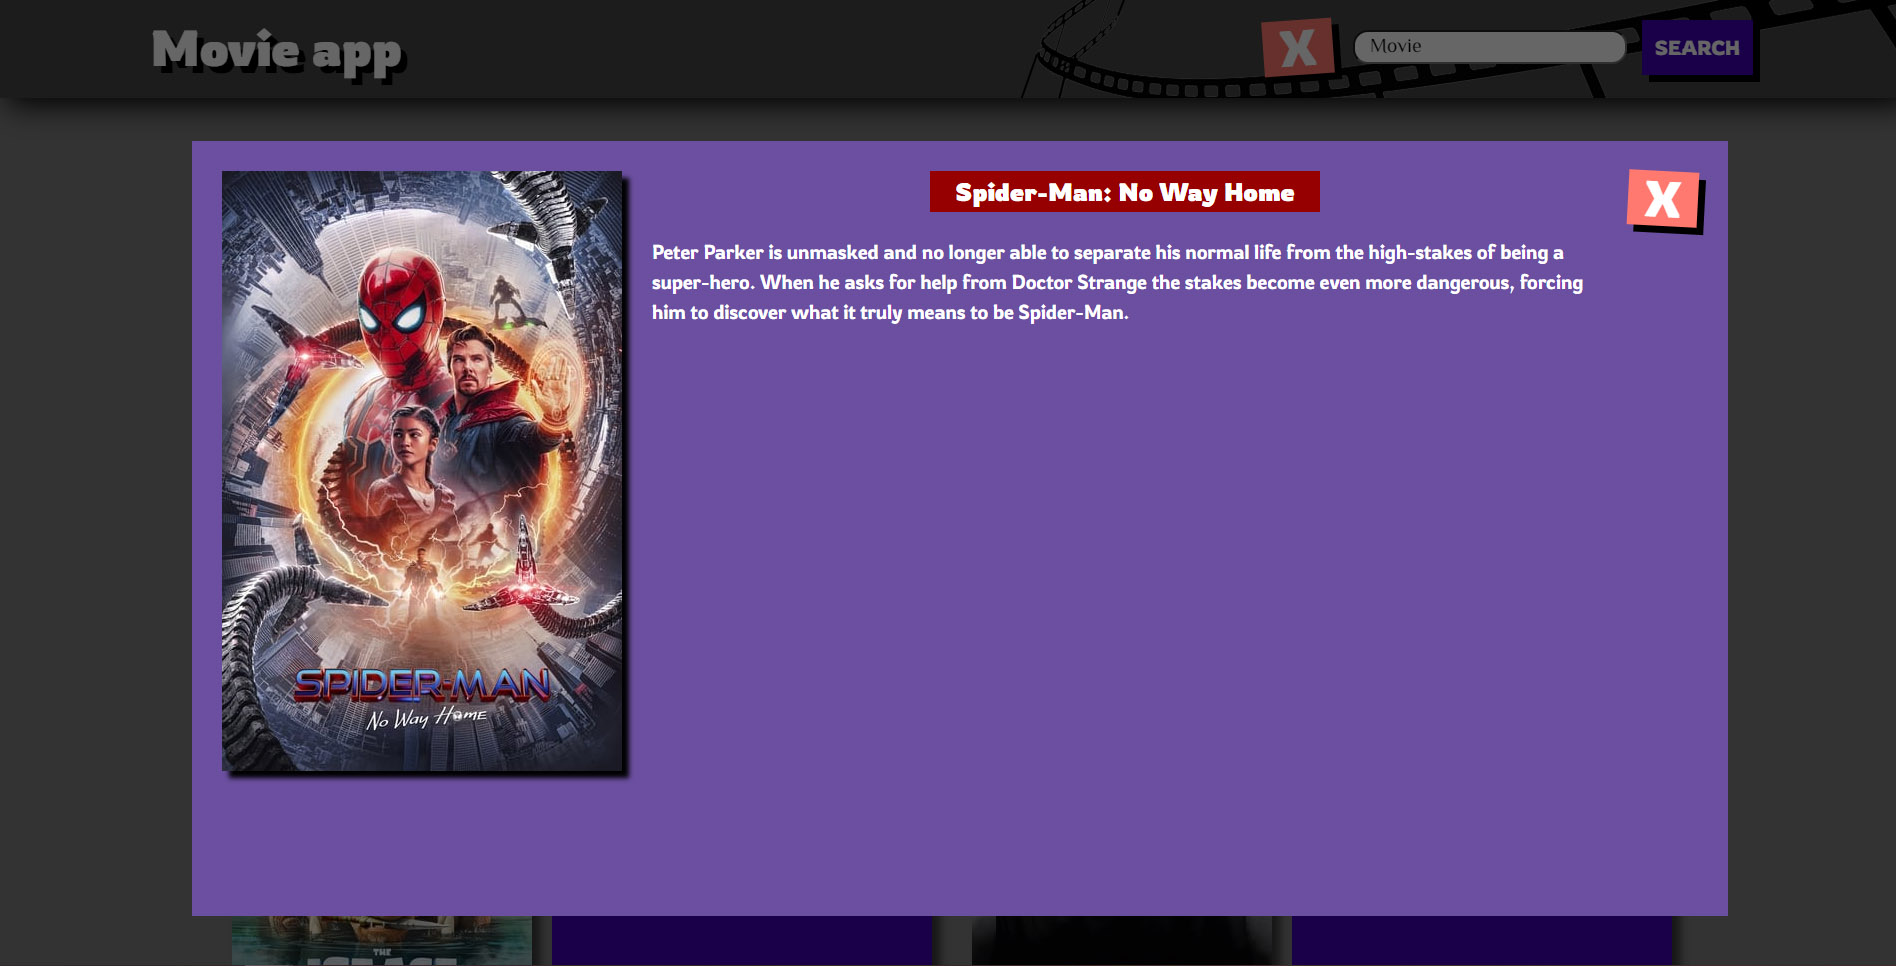 Movie app
X
Movie
SEARCH
Spider-Man: No Way Home
X
Peter Parker is unmasked and no longer able to separate his normal life from the high-stakes of being a
super-hero. When he asks for help from Doctor Strange the stakes become even more dangerous, forcing
him to discover what it truly means to be Spider-Man.
SPIDER-MAN
No Way Home
THE